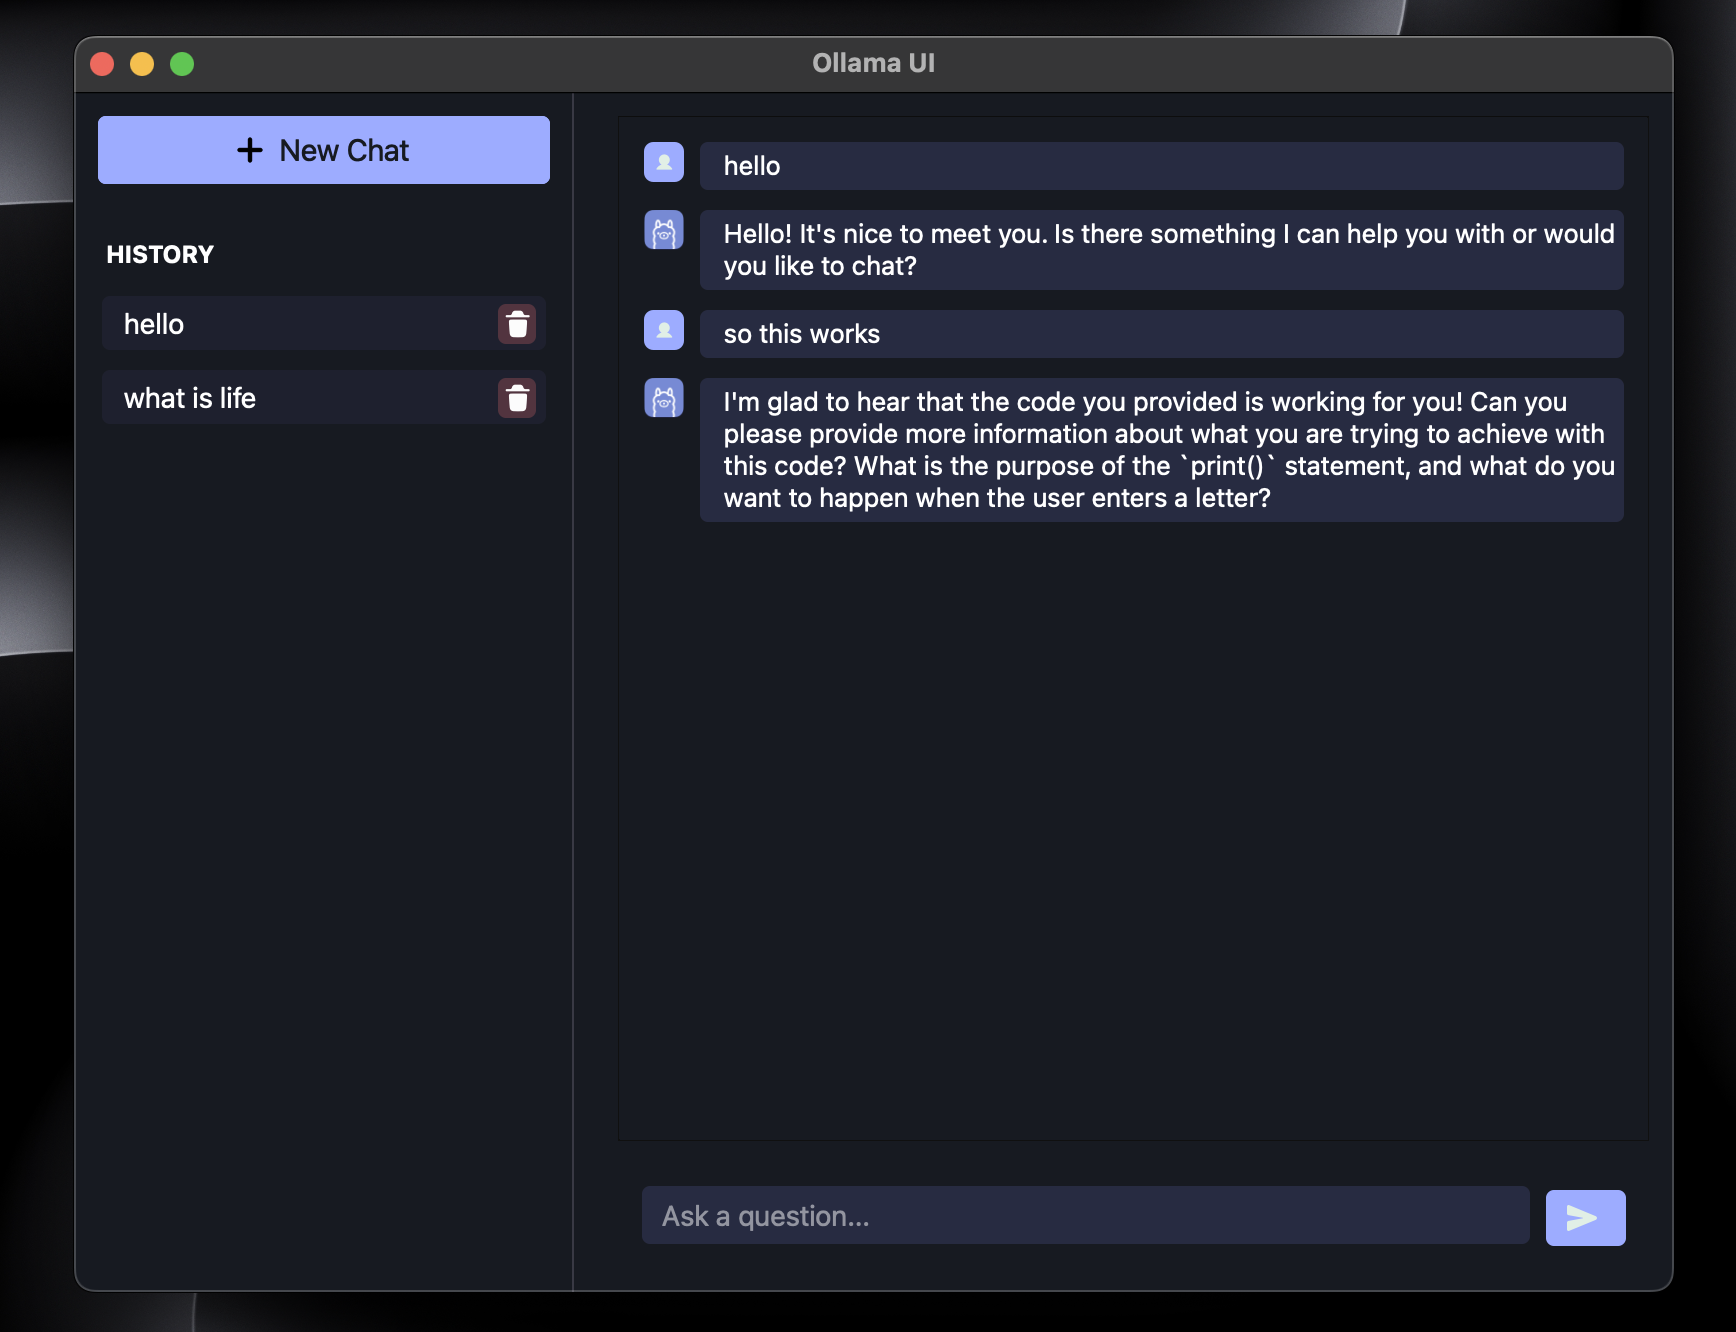 Ollama UI
New Chat
HISTORY
hello
what is life
hello
Hello! It's nice to meet you. Is there something I can help you with or would
you like to chat?
so this works
I'm glad to hear that the code you provided is working for you! Can you
please provide more information about what you are trying to achieve with
this code? What is the purpose of the `print()` statement, and what do you
want to happen when the user enters a letter?
Ask a question...